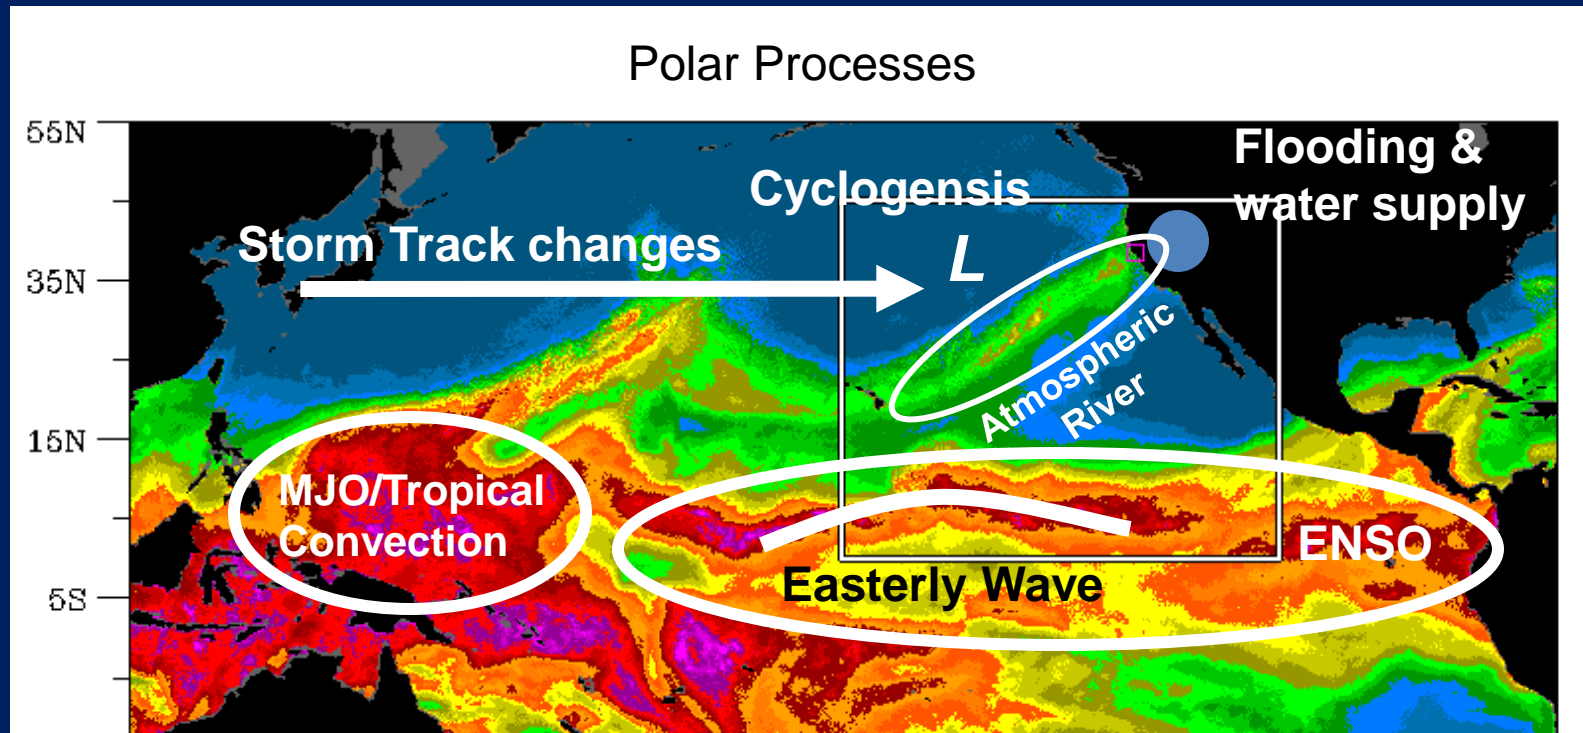 Polar Processes
55N
Flooding &
water supply
Cyclogensis
Storm Track changes
L
35N
Atmospheric
River
15N
MJO/Tropical
Convection
ENSO
Easterly Wave
5S